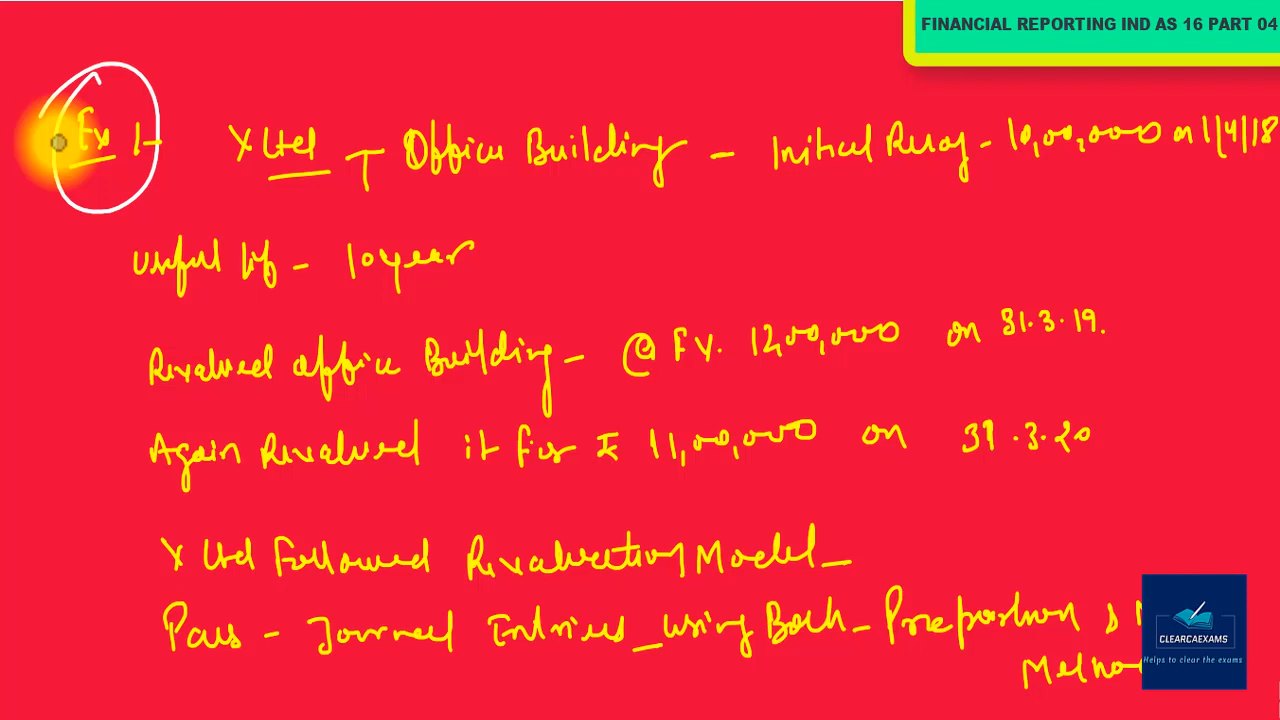 FINANCIAL REPORTING IND AS 16 PART 04
Ex 1- X Ltd - Office Building - Initial Recog - 10,00,000 on 1/4/18
Useful life - 10 year
Revalued office Building - @ F.V. 12,00,000 on 31.3.19.
Again Revalued it for ₹ 11,00,000 on 31.3.20
X Ltd Followed Revaluation Model -
Pass - Journal Entries - using Both - Proportion &
CLEARCAEXAMS
Helps to clear the exams